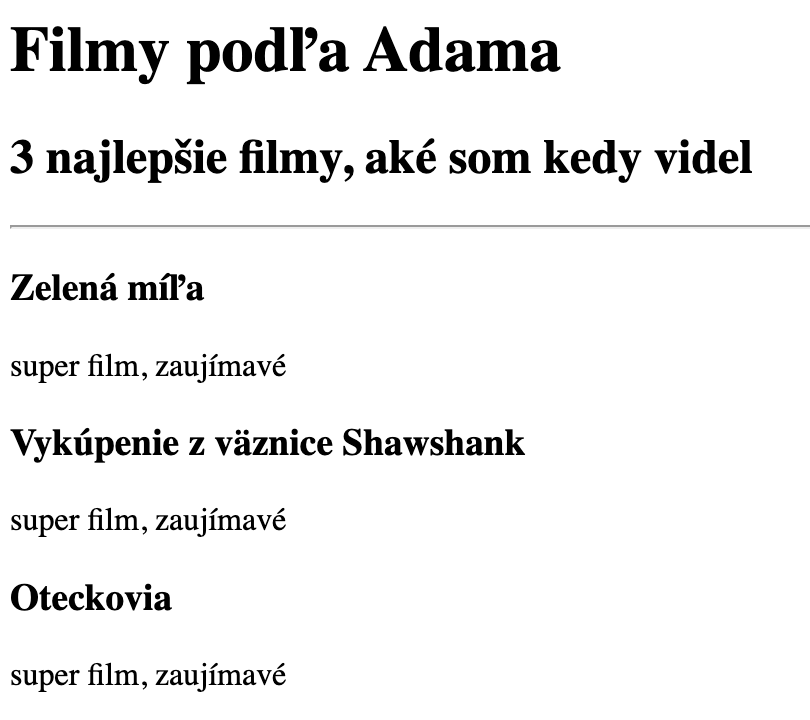 Filmy podľa Adama
3 najlepšie filmy, aké som kedy videl
Zelená míľa
super film, zaujímavé
Vykúpenie z väznice Shawshank
super film, zaujímavé
Oteckovia
super film, zaujímavé